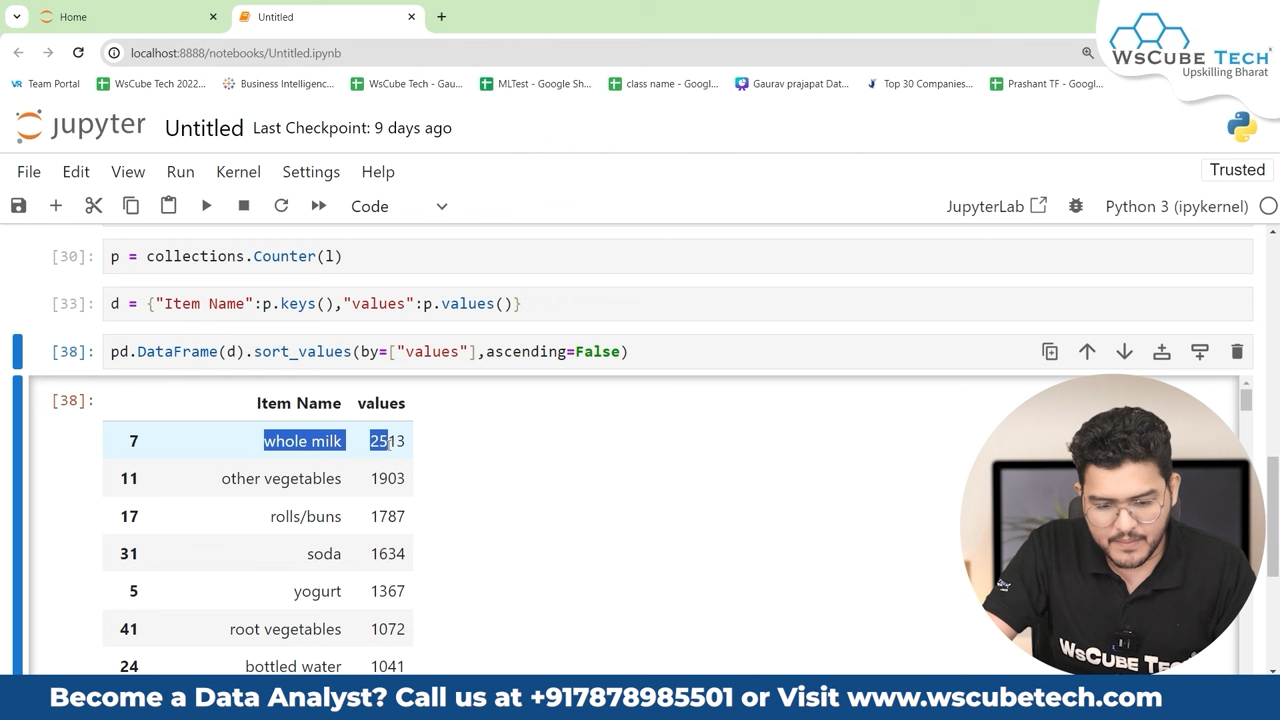 Home
Untitled
localhost:8888/notebooks/Untitled.ipynb
WsCube Tech
Upskilling Bharat
Team Portal
WsCube Tech 2022...
Business Intelligenc...
WsCube Tech - Gau...
MLTest - Google Sh...
class name - Googl...
Gaurav prajapat Dat...
Top 30 Companies...
Prashant TF - Googl...
jupyter Untitled Last Checkpoint: 9 days ago
File Edit View Run Kernel Settings Help
Trusted
Code
JupyterLab
Python 3 (ipykernel)
[30]: p = collections.Counter(l)
[33]: d = {"Item Name":p.keys(),"values":p.values()}
[38]: pd.DataFrame(d).sort_values(by=["values"],ascending=False)
[38]: Item Name values
7 whole milk 2513
11 other vegetables 1903
17 rolls/buns 1787
31 soda 1634
5 yogurt 1367
41 root vegetables 1072
24 bottled water 1041
Become a Data Analyst? Call us at +917878985501 or Visit www.wscubetech.com